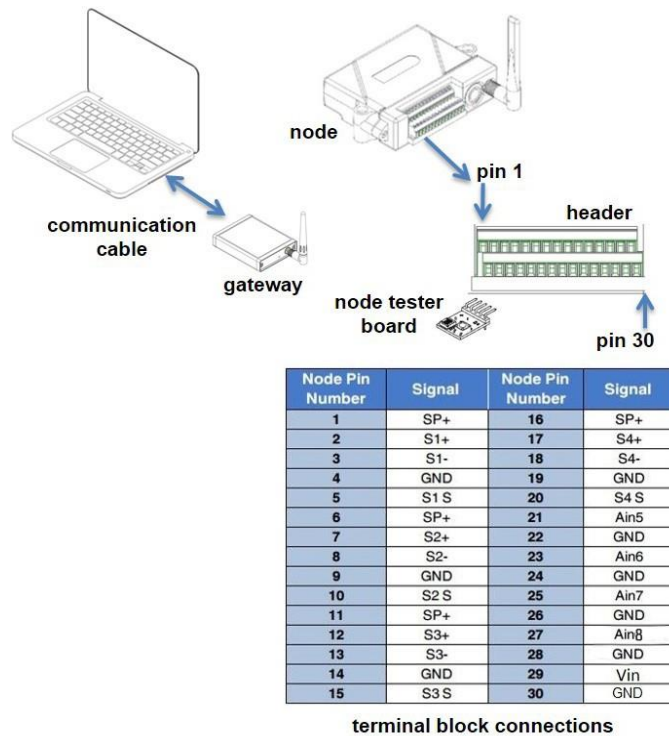 node
pin 1
communication
cable
header
gateway
node tester
board
pin 30
Node Pin Number Signal Node Pin Number Signal
1 SP+ 16 SP+
2 S1+ 17 S4+
3 S1- 18 S4-
4 GND 19 GND
5 S1 S 20 S4 S
6 SP+ 21 Ain5
7 S2+ 22 GND
8 S2- 23 Ain6
9 GND 24 GND
10 S2 S 25 Ain7
11 SP+ 26 GND
12 S3+ 27 Ain8
13 S3- 28 GND
14 GND 29 Vin
15 S3 S 30 GND
terminal block connections